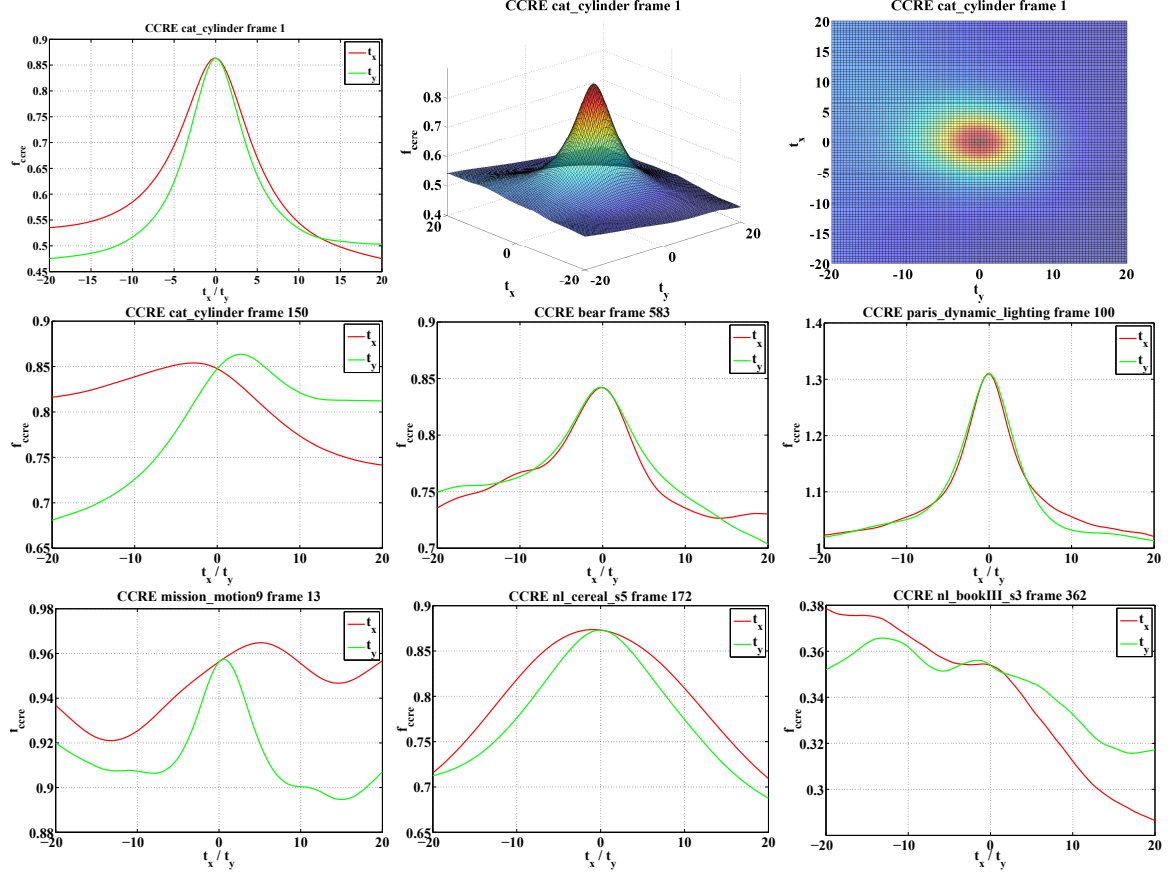 CCRE cat_cylinder frame 1
0.9
0.85
0.8
0.75
0.7
0.65
0.6
0.55
0.5
0.45
f_ccre
t_x
t_y
−20 −15 −10 −5 0 5 10 15 20
t_x / t_y
CCRE cat_cylinder frame 1
0.8
0.7
0.6
0.5
0.4
f_ccre
20 0 -20
t_x
-20 0 20
t_y
CCRE cat_cylinder frame 1
20
15
10
5
0
-5
-10
-15
-20
t_x
-20 -10 0 10 20
t_y
CCRE cat_cylinder frame 150
0.9
0.85
0.8
0.75
0.7
0.65
f_ccre
t_x
t_y
−20 −10 0 10 20
t_x / t_y
CCRE bear frame 583
0.9
0.85
0.8
0.75
0.7
f_ccre
t_x
t_y
−20 −10 0 10 20
t_x / t_y
CCRE paris_dynamic_lighting frame 100
1.4
1.3
1.2
1.1
1
f_ccre
t_x
t_y
−20 −10 0 10 20
t_x / t_y
CCRE mission_motion9 frame 13
0.98
0.96
0.94
0.92
0.9
0.88
f_ccre
t_x
t_y
−20 −10 0 10 20
t_x / t_y
CCRE nl_cereal_s5 frame 172
0.9
0.85
0.8
0.75
0.7
0.65
f_ccre
t_x
t_y
−20 −10 0 10 20
t_x / t_y
CCRE nl_bookIII_s3 frame 362
0.38
0.36
0.34
0.32
0.3
f_ccre
t_x
t_y
−20 −10 0 10 20
t_x / t_y